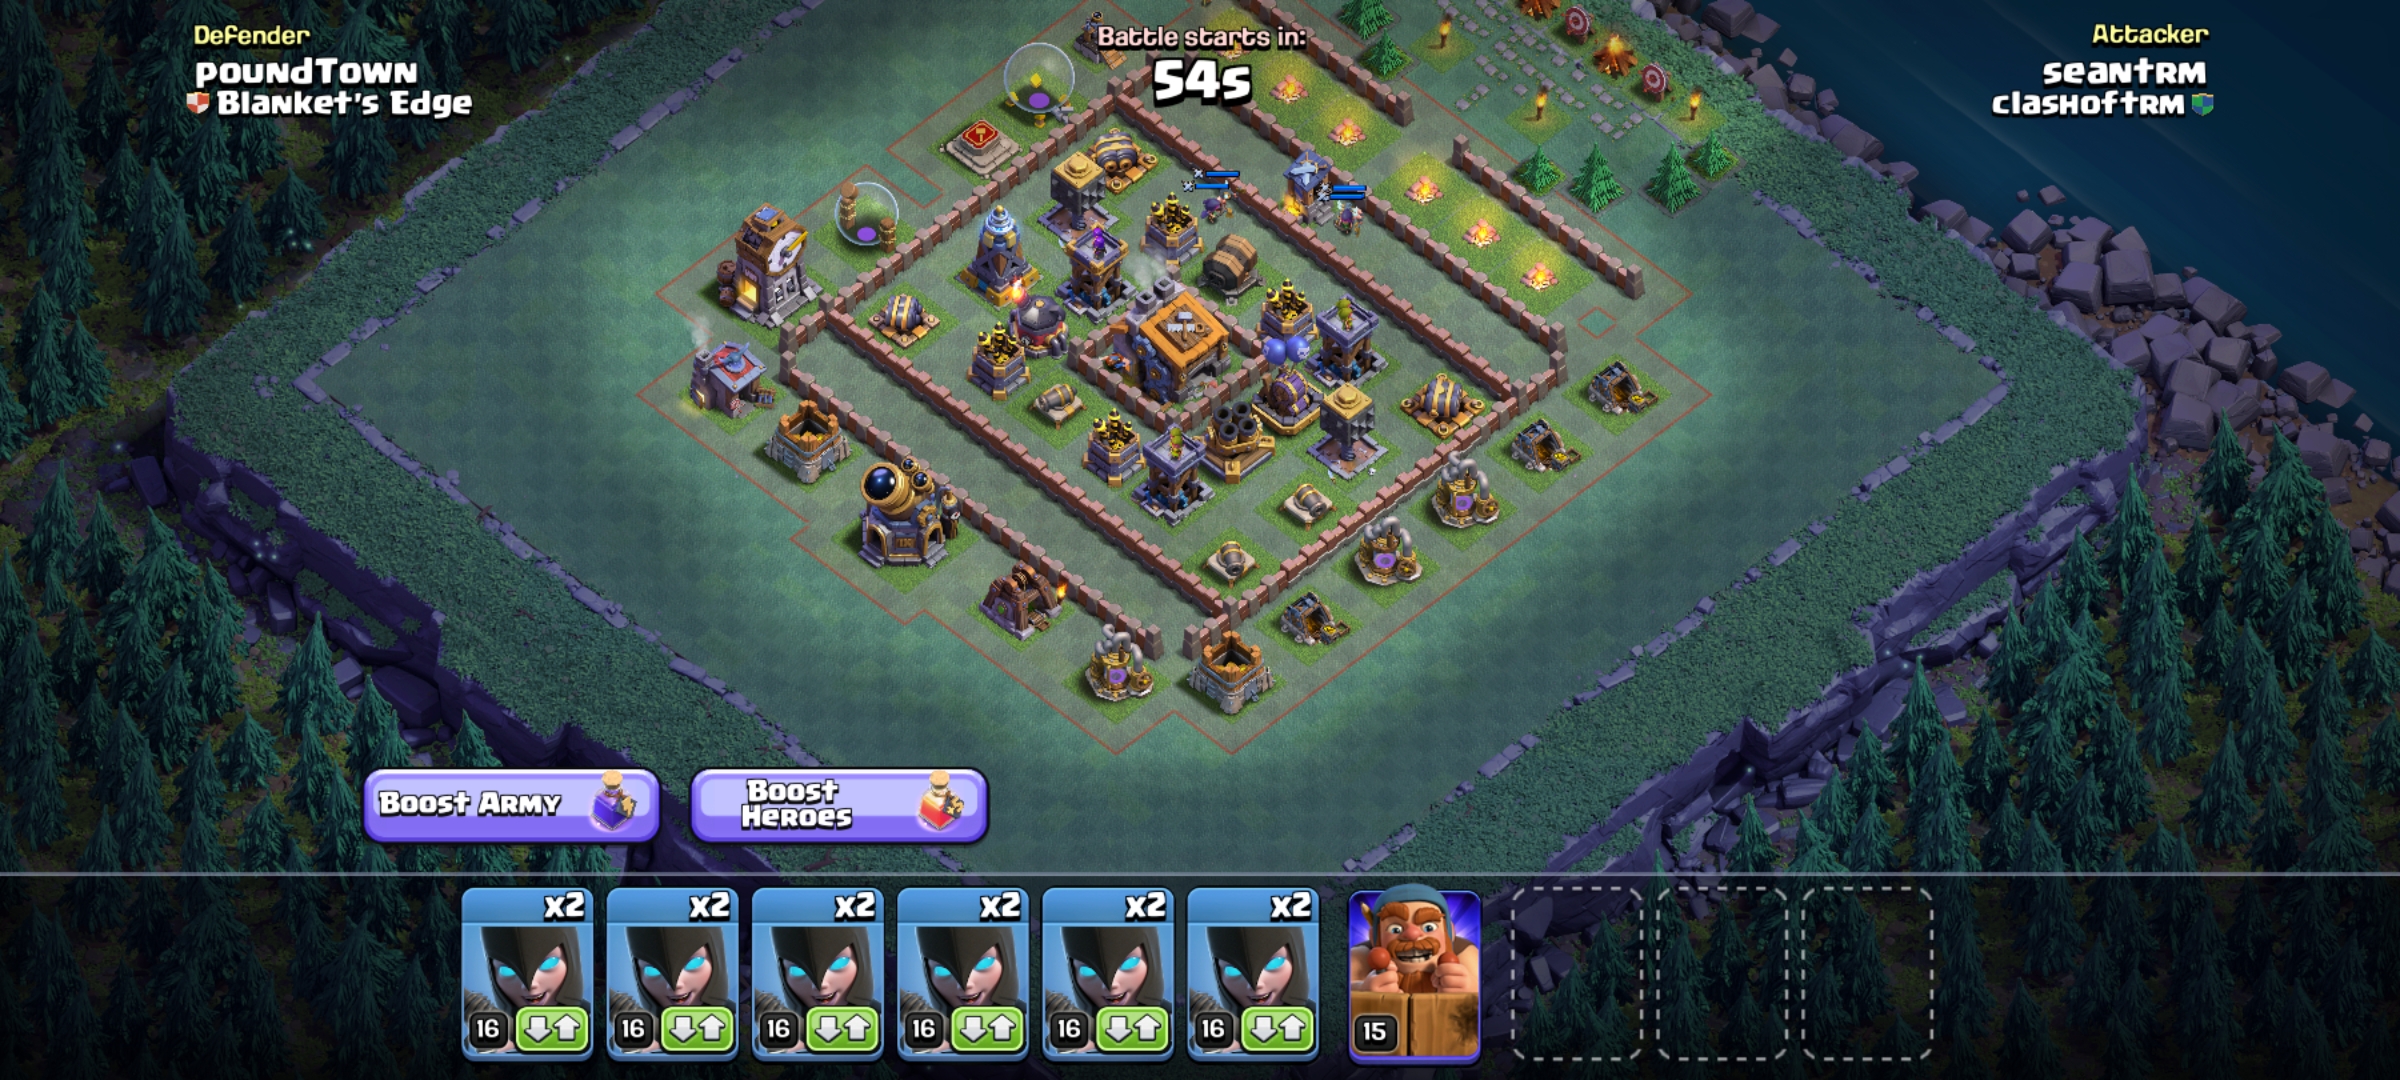 Defender
POUNDTOWN
Blanket's Edge
Battle starts in:
54s
Attacker
seantRM
clashoftRM
Boost Army
Boost
Heroes
x2
x2
x2
x2
x2
x2
16
16
16
16
16
16
15